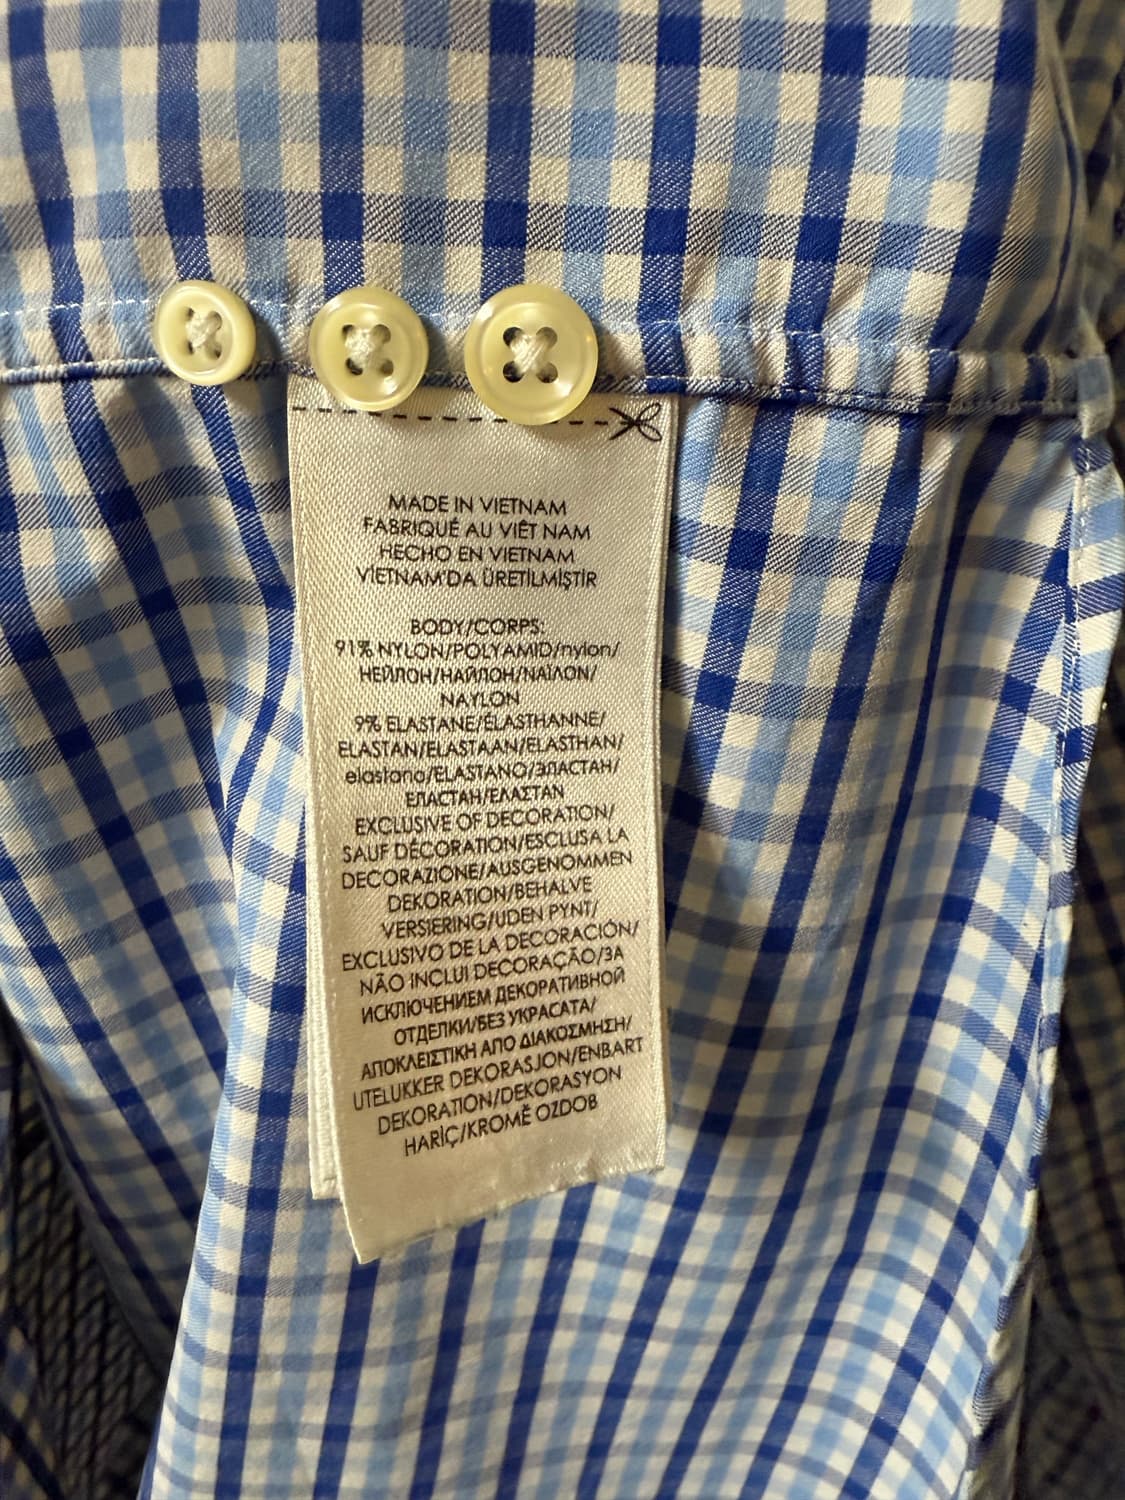 MADE IN VIETNAM
FABRIQUÉ AU VIÊT NAM
HECHO EN VIETNAM
VİETNAM'DA ÜRETİLMİŞTİR
BODY/CORPS:
91% NYLON/POLYAMID/nylon/
НЕЙЛОН/НАЙЛОН/ΝΑΪΛΟΝ/
NAYLON
9% ELASTANE/ÉLASTHANNE/
ELASTAN/ELASTAAN/ELASTHAN/
elastano/ELASTANO/ЭЛАСТАН/
ЕЛАСТАН/ΕΛΑΣΤΑΝ
EXCLUSIVE OF DECORATION/
SAUF DÉCORATION/ESCLUSA LA
DECORAZIONE/AUSGENOMMEN
DEKORATION/BEHALVE
VERSIERING/UDEN PYNT/
EXCLUSIVO DE LA DECORACIÓN/
NÃO INCLUI DECORAÇÃO/ЗА
ИСКЛЮЧЕНИЕМ ДЕКОРАТИВНОЙ
ОТДЕЛКИ/БЕЗ УКРАСАТА/
ΑΠΟΚΛΕΙΣΤΙΚΗ ΑΠΟ ΔΙΑΚΟΣΜΗΣΗ/
UTELUKKER DEKORASJON/ENBART
DEKORATION/DEKORASYON
HARİÇ/KROMĚ OZDOB